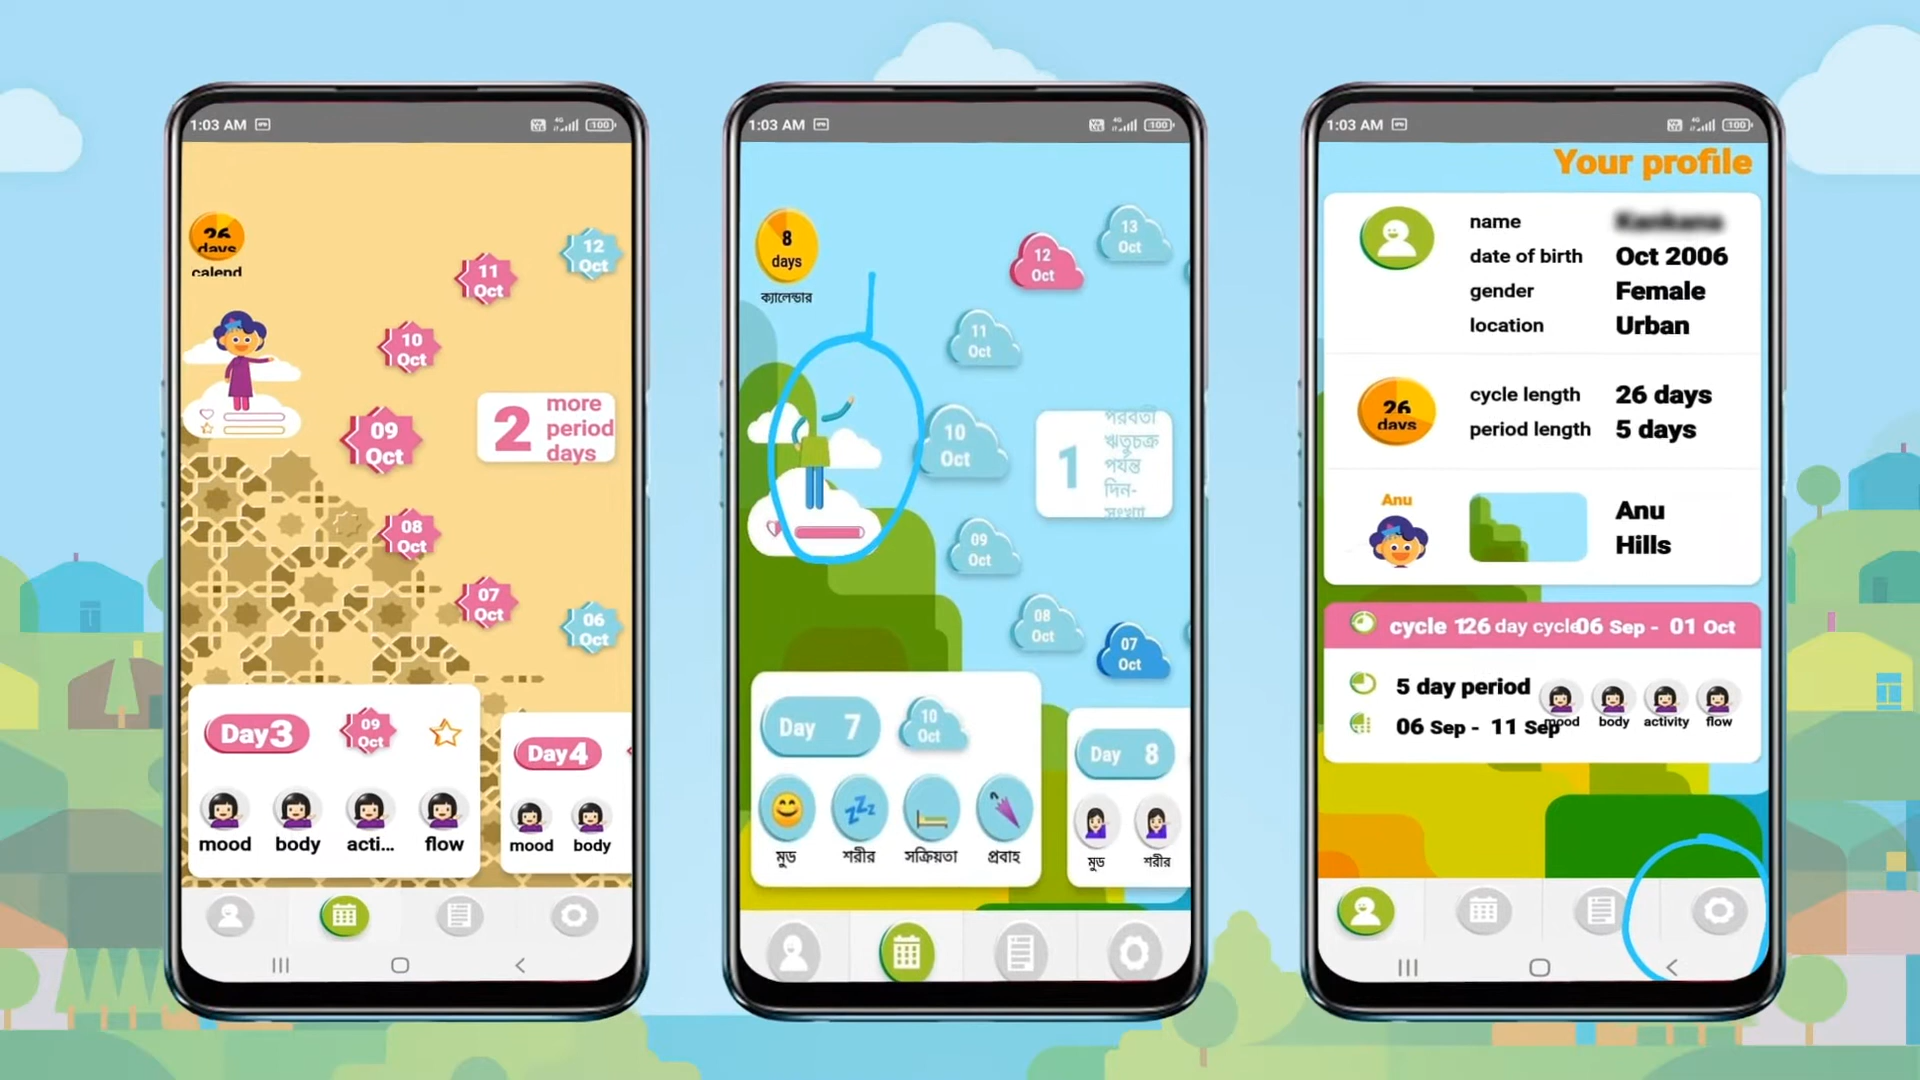 1:03 AM
26
days
calend
12
Oct
11
Oct
10
Oct
09
Oct
2
more
period
days
08
Oct
07
Oct
06
Oct
Day3
09
Oct
mood
body
acti...
flow
Day4
mood
body
1:03 AM
8
days
ক্যালেন্ডার
13
Oct
12
Oct
11
Oct
10
Oct
1
পরবর্তী
ঋতুচক্র
পর্যন্ত
দিন-
সংখ্যা
09
Oct
08
Oct
07
Oct
Day 7
10
Oct
মুড
শরীর
সক্রিয়তা
প্রবাহ
Day 8
মুড
শরীর
1:03 AM
Your profile
name
date of birth Oct 2006
gender Female
location Urban
26
days
cycle length 26 days
period length 5 days
Anu
Anu
Hills
cycle 1 26 day cycle 06 Sep - 01 Oct
5 day period
06 Sep - 11 Sep
mood
body
activity
flow